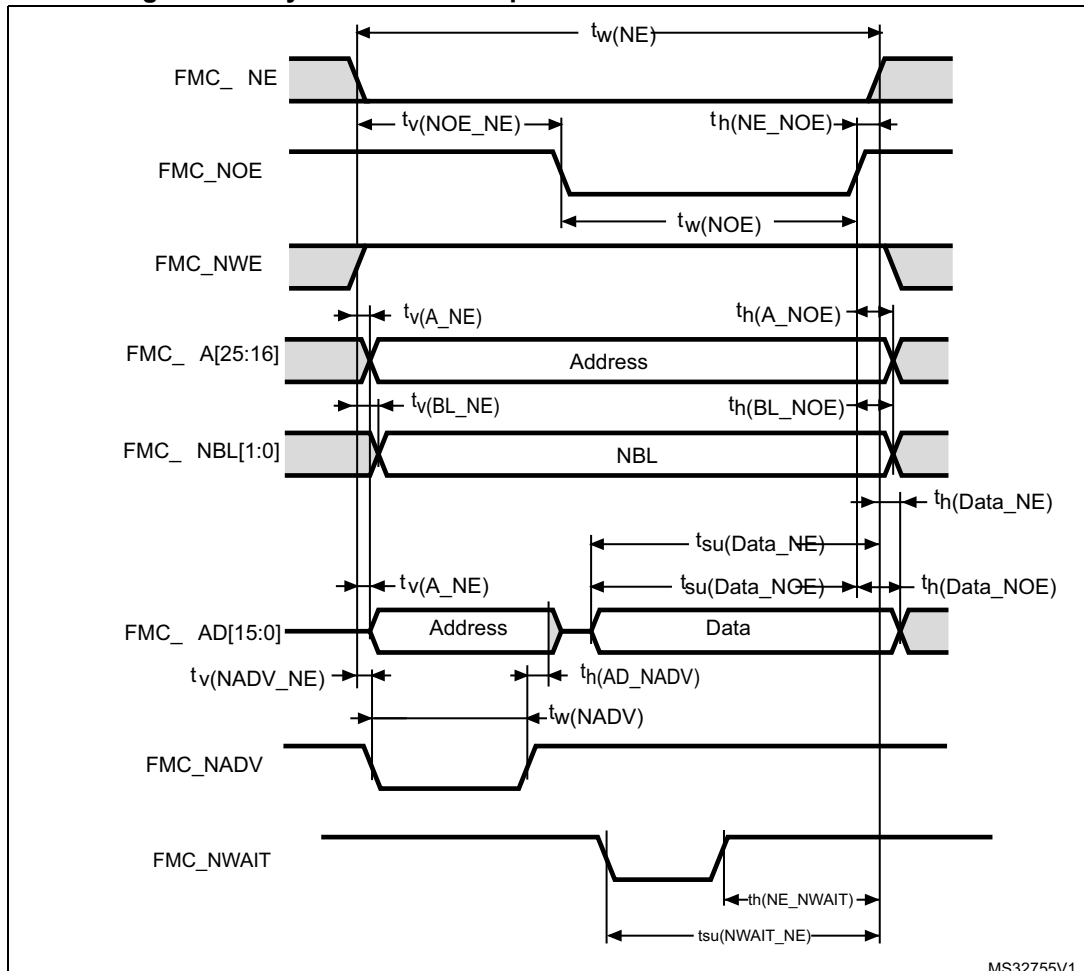 tw(NE)
FMC_ NE
tv(NOE_NE)
th(NE_NOE)
FMC_NOE
tw(NOE)
FMC_NWE
tv(A_NE)
th(A_NOE)
FMC_ A[25:16]
Address
tv(BL_NE)
th(BL_NOE)
FMC_ NBL[1:0]
NBL
th(Data_NE)
tsu(Data_NE)
tv(A_NE)
tsu(Data_NOE)
th(Data_NOE)
FMC_ AD[15:0]
Address
Data
tv(NADV_NE)
th(AD_NADV)
tw(NADV)
FMC_NADV
FMC_NWAIT
th(NE_NWAIT)
tsu(NWAIT_NE)
MS32755V1